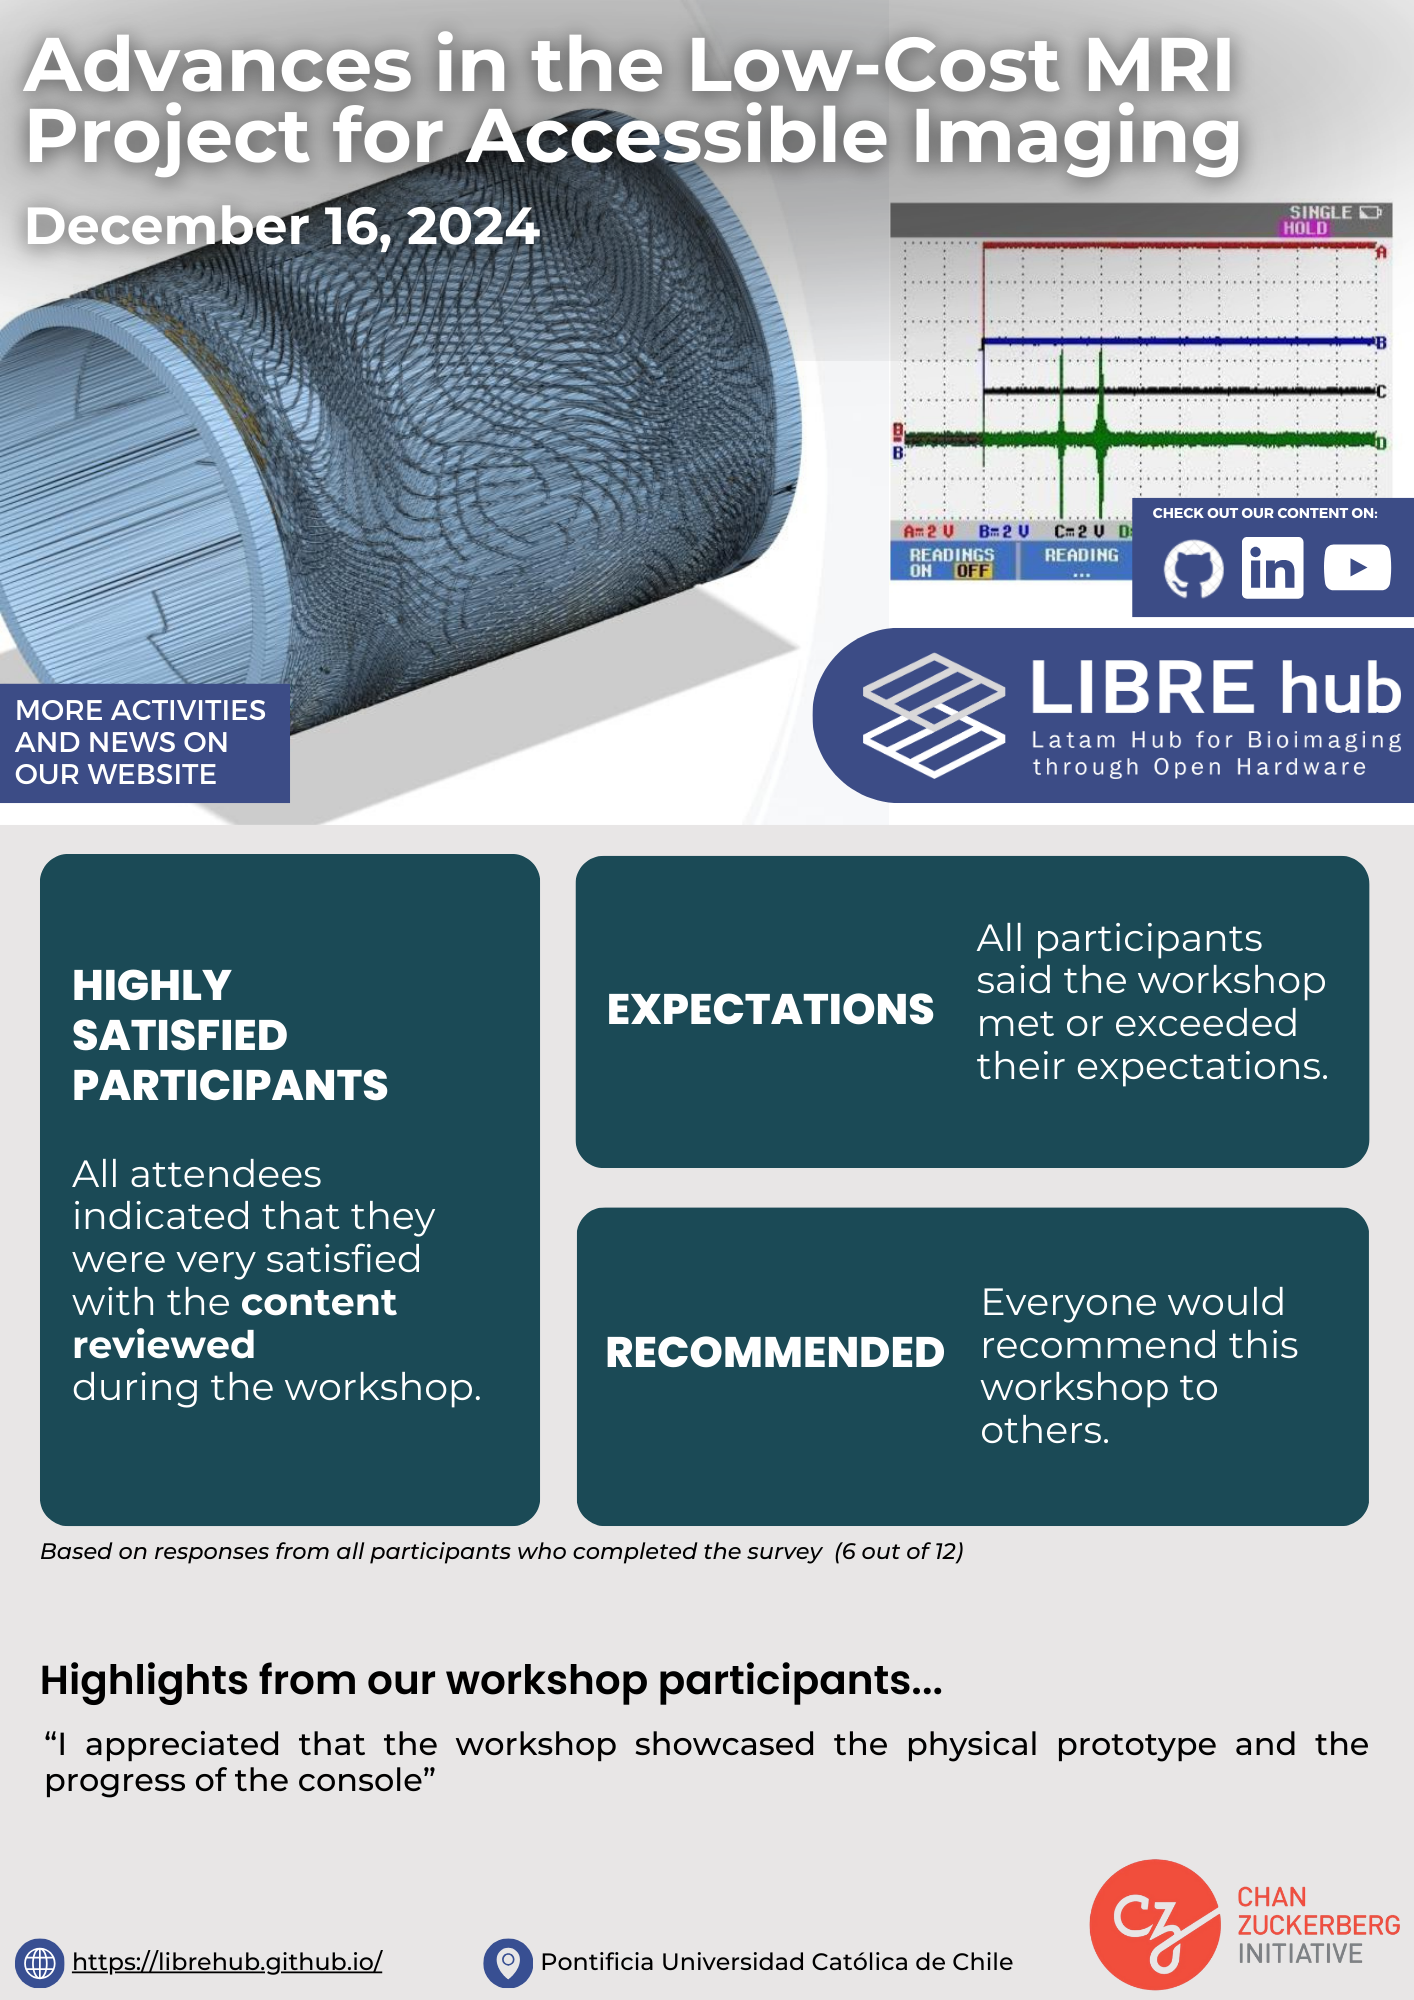 Advances in the Low-Cost MRI
Project for Accessible Imaging
December 16, 2024
SINGLE
HOLD
A
B
C
D
B
B
A=2 V B=2 V C=2 V D
READINGS
ON OFF
READING
...
CHECK OUT OUR CONTENT ON:
in
MORE ACTIVITIES
AND NEWS ON
OUR WEBSITE
LIBRE hub
Latam Hub for Bioimaging
through Open Hardware
HIGHLY
SATISFIED
PARTICIPANTS
All attendees
indicated that they
were very satisfied
with the content
reviewed
during the workshop.
EXPECTATIONS
All participants
said the workshop
met or exceeded
their expectations.
RECOMMENDED
Everyone would
recommend this
workshop to
others.
Based on responses from all participants who completed the survey (6 out of 12)
Highlights from our workshop participants...
“I appreciated that the workshop showcased the physical prototype and the
progress of the console”
https://librehub.github.io/
Pontificia Universidad Católica de Chile
CZ
CHAN
ZUCKERBERG
INITIATIVE